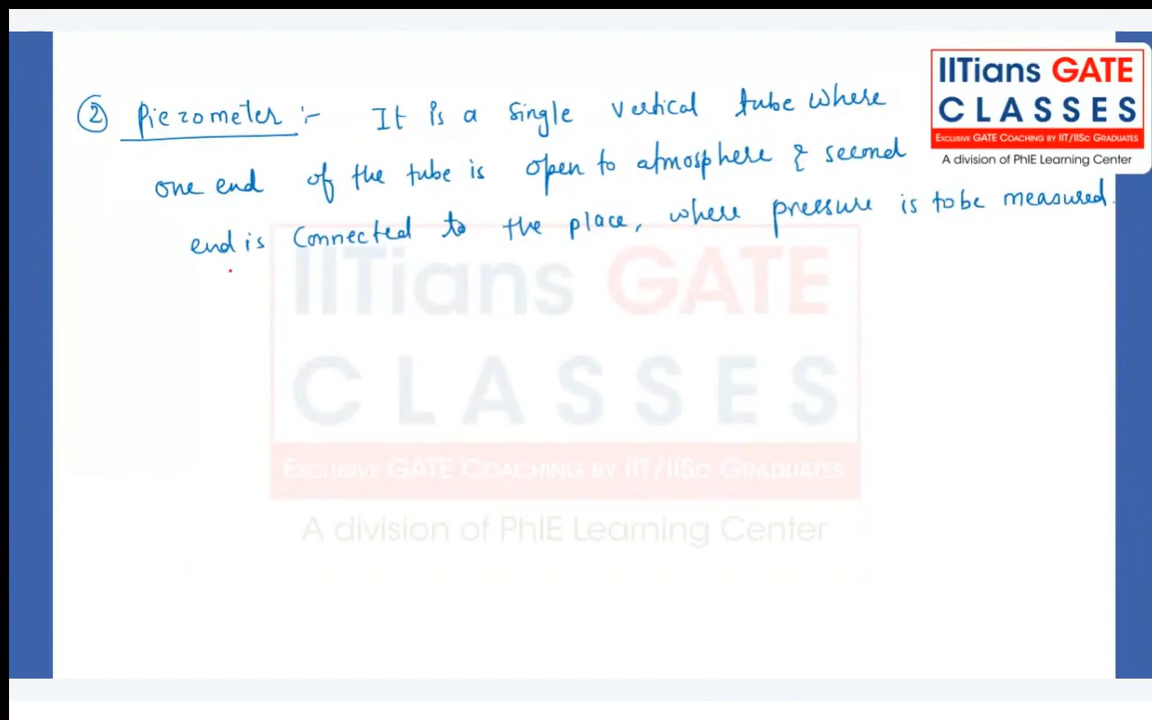 IITians GATE
CLASSES
EXCLUSIVE GATE COACHING BY IIT/IISc GRADUATES
A division of PhIE Learning Center
② Piezometer :- It is a single vertical tube where
one end of the tube is open to atmosphere & second
end is connected to the place, where pressure is to be measured.
IITians GATE
CLASSES
EXCLUSIVE GATE COACHING BY IIT/IISc GRADUATES
A division of PhIE Learning Center